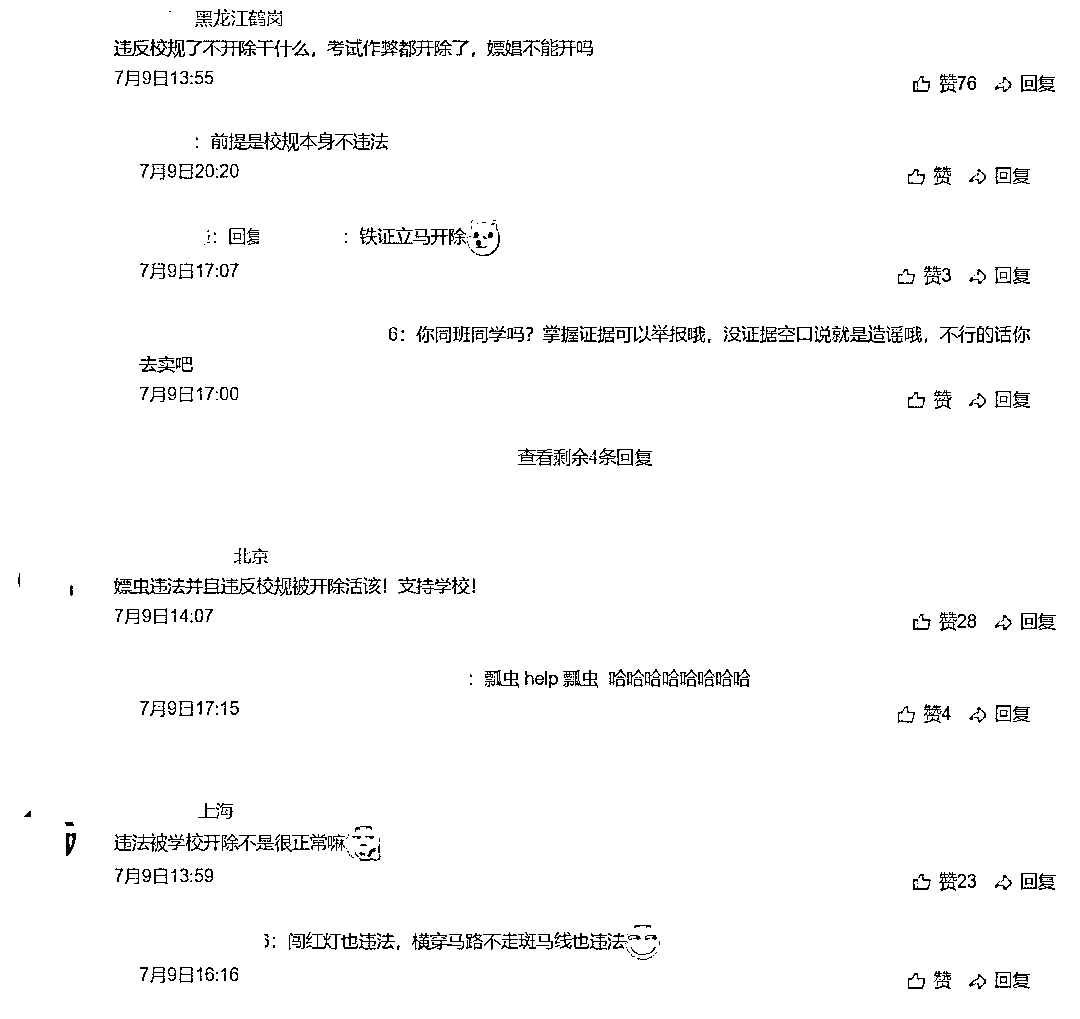 黑龙江鹤岗
违反校规了不开除干什么，考试作弊都开除了，嫖娼不能开吗
7月9日13:55
赞76 回复
：前提是校规本身不违法
7月9日20:20
赞 回复
：回复 ：铁证立马开除
7月9日17:07
赞3 回复
6：你同班同学吗？掌握证据可以举报哦，没证据空口说就是造谣哦，不行的话你
去卖吧
7月9日17:00
赞 回复
查看剩余4条回复
北京
嫖虫违法并且违反校规被开除活该！支持学校！
7月9日14:07
赞28 回复
：瓢虫 help 瓢虫 哈哈哈哈哈哈哈哈
7月9日17:15
赞4 回复
上海
违法被学校开除不是很正常嘛
7月9日13:59
赞23 回复
：闯红灯也违法，横穿马路不走斑马线也违法
7月9日16:16
赞 回复